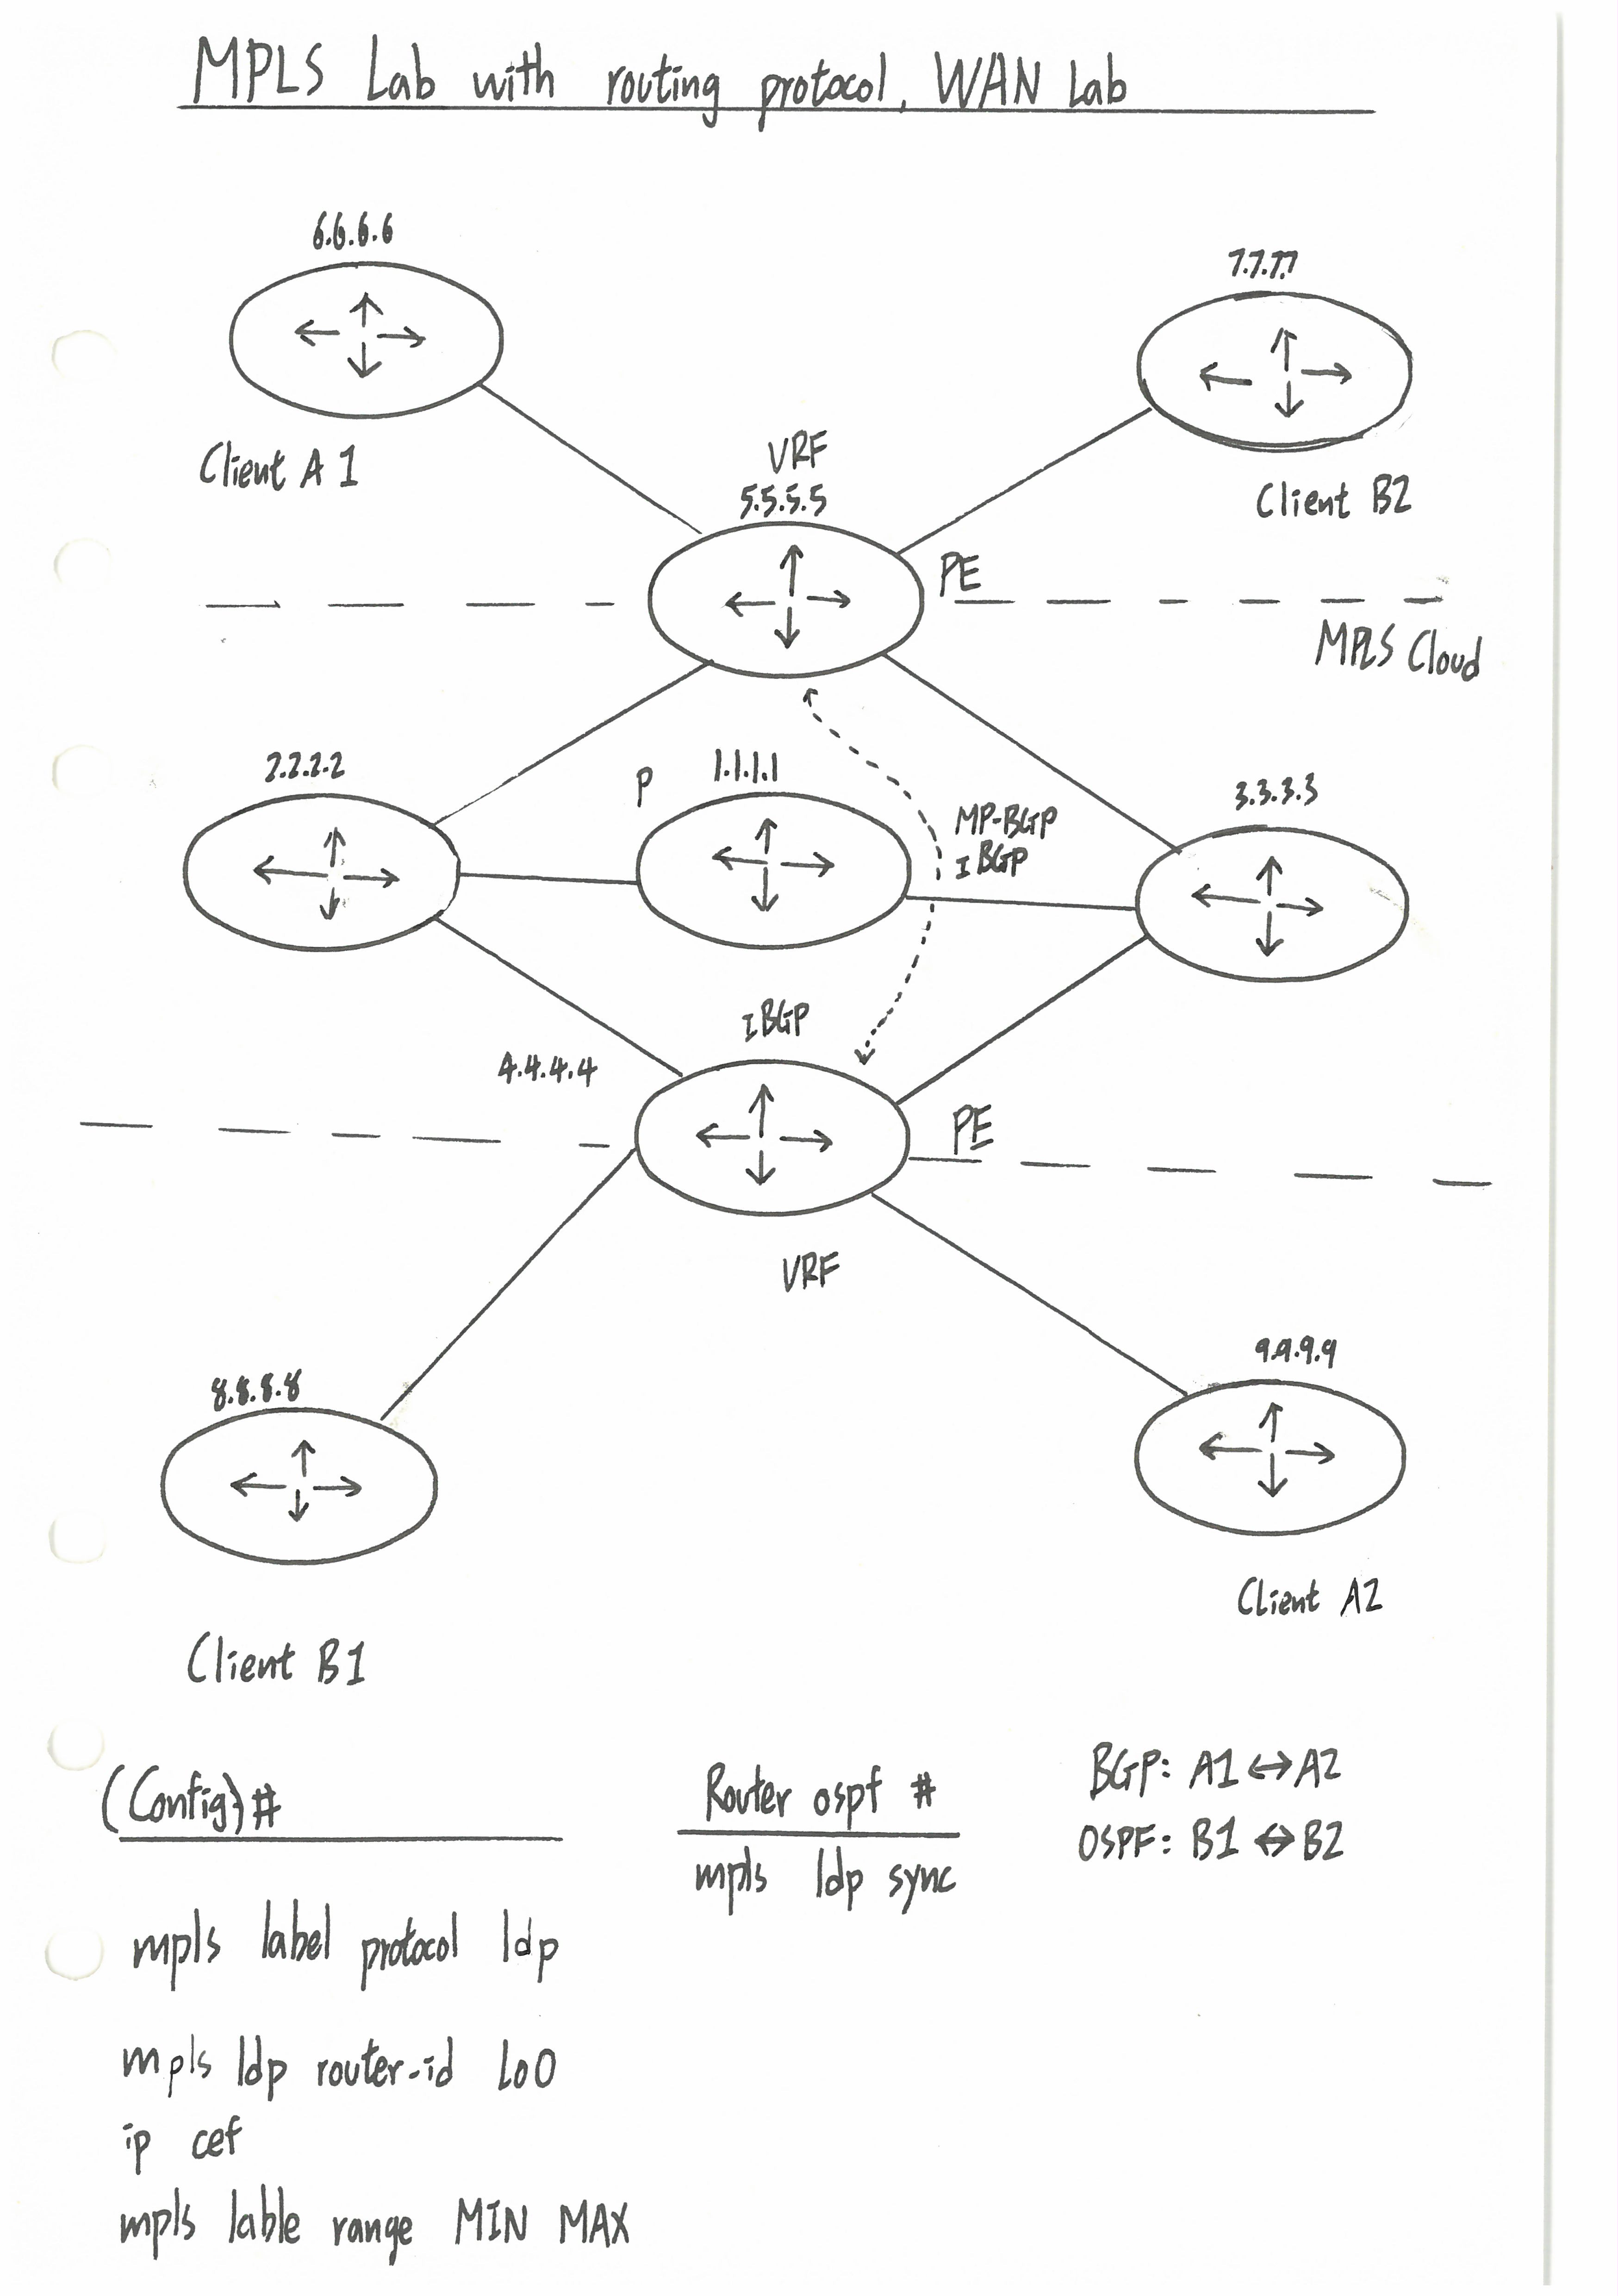 MPLS Lab with routing protocol, WAN Lab
6.6.6.6
7.7.7.7
Client A 1
VRF
5.5.5.5
Client B2
PE
MPLS Cloud
2.2.2.2
P
1.1.1.1
3.3.3.3
MP-BGP
IBGP
IBGP
4.4.4.4
PE
VRF
9.9.9.9
8.8.8.8
Client A2
Client B1
(Config)#
mpls label protocol ldp
mpls ldp router-id Lo0
ip cef
mpls lable range MIN MAX
Router ospf #
mpls ldp sync
BGP: A1 ↔ A2
OSPF: B1 ↔ B2